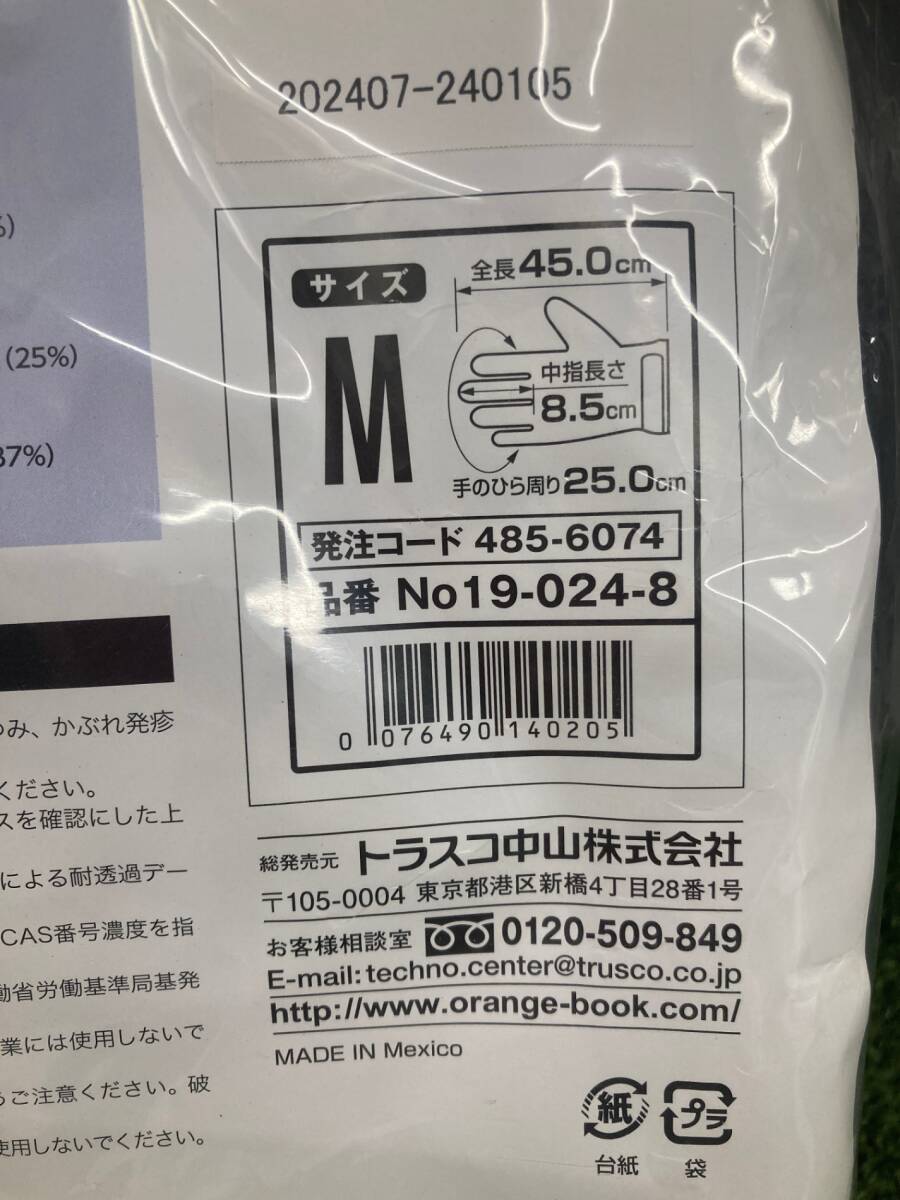 202407-240105
サイズ
M
全長45.0cm
中指長さ
8.5cm
手のひら周り25.0cm
発注コード 485-6074
品番 No19-024-8
0 076490 140205
(25%)
37%)
み、かぶれ発疹
ください。
スを確認にした上
による耐透過デー
CAS番号濃度を指
働省労働基準局基発
業には使用しないで
うご注意ください。破
使用しないでください。
総発売元 トラスコ中山株式会社
〒105-0004 東京都港区新橋4丁目28番1号
お客様相談室 0120-509-849
E-mail:techno.center@trusco.co.jp
http://www.orange-book.com/
MADE IN Mexico
紙
台紙
プラ
袋